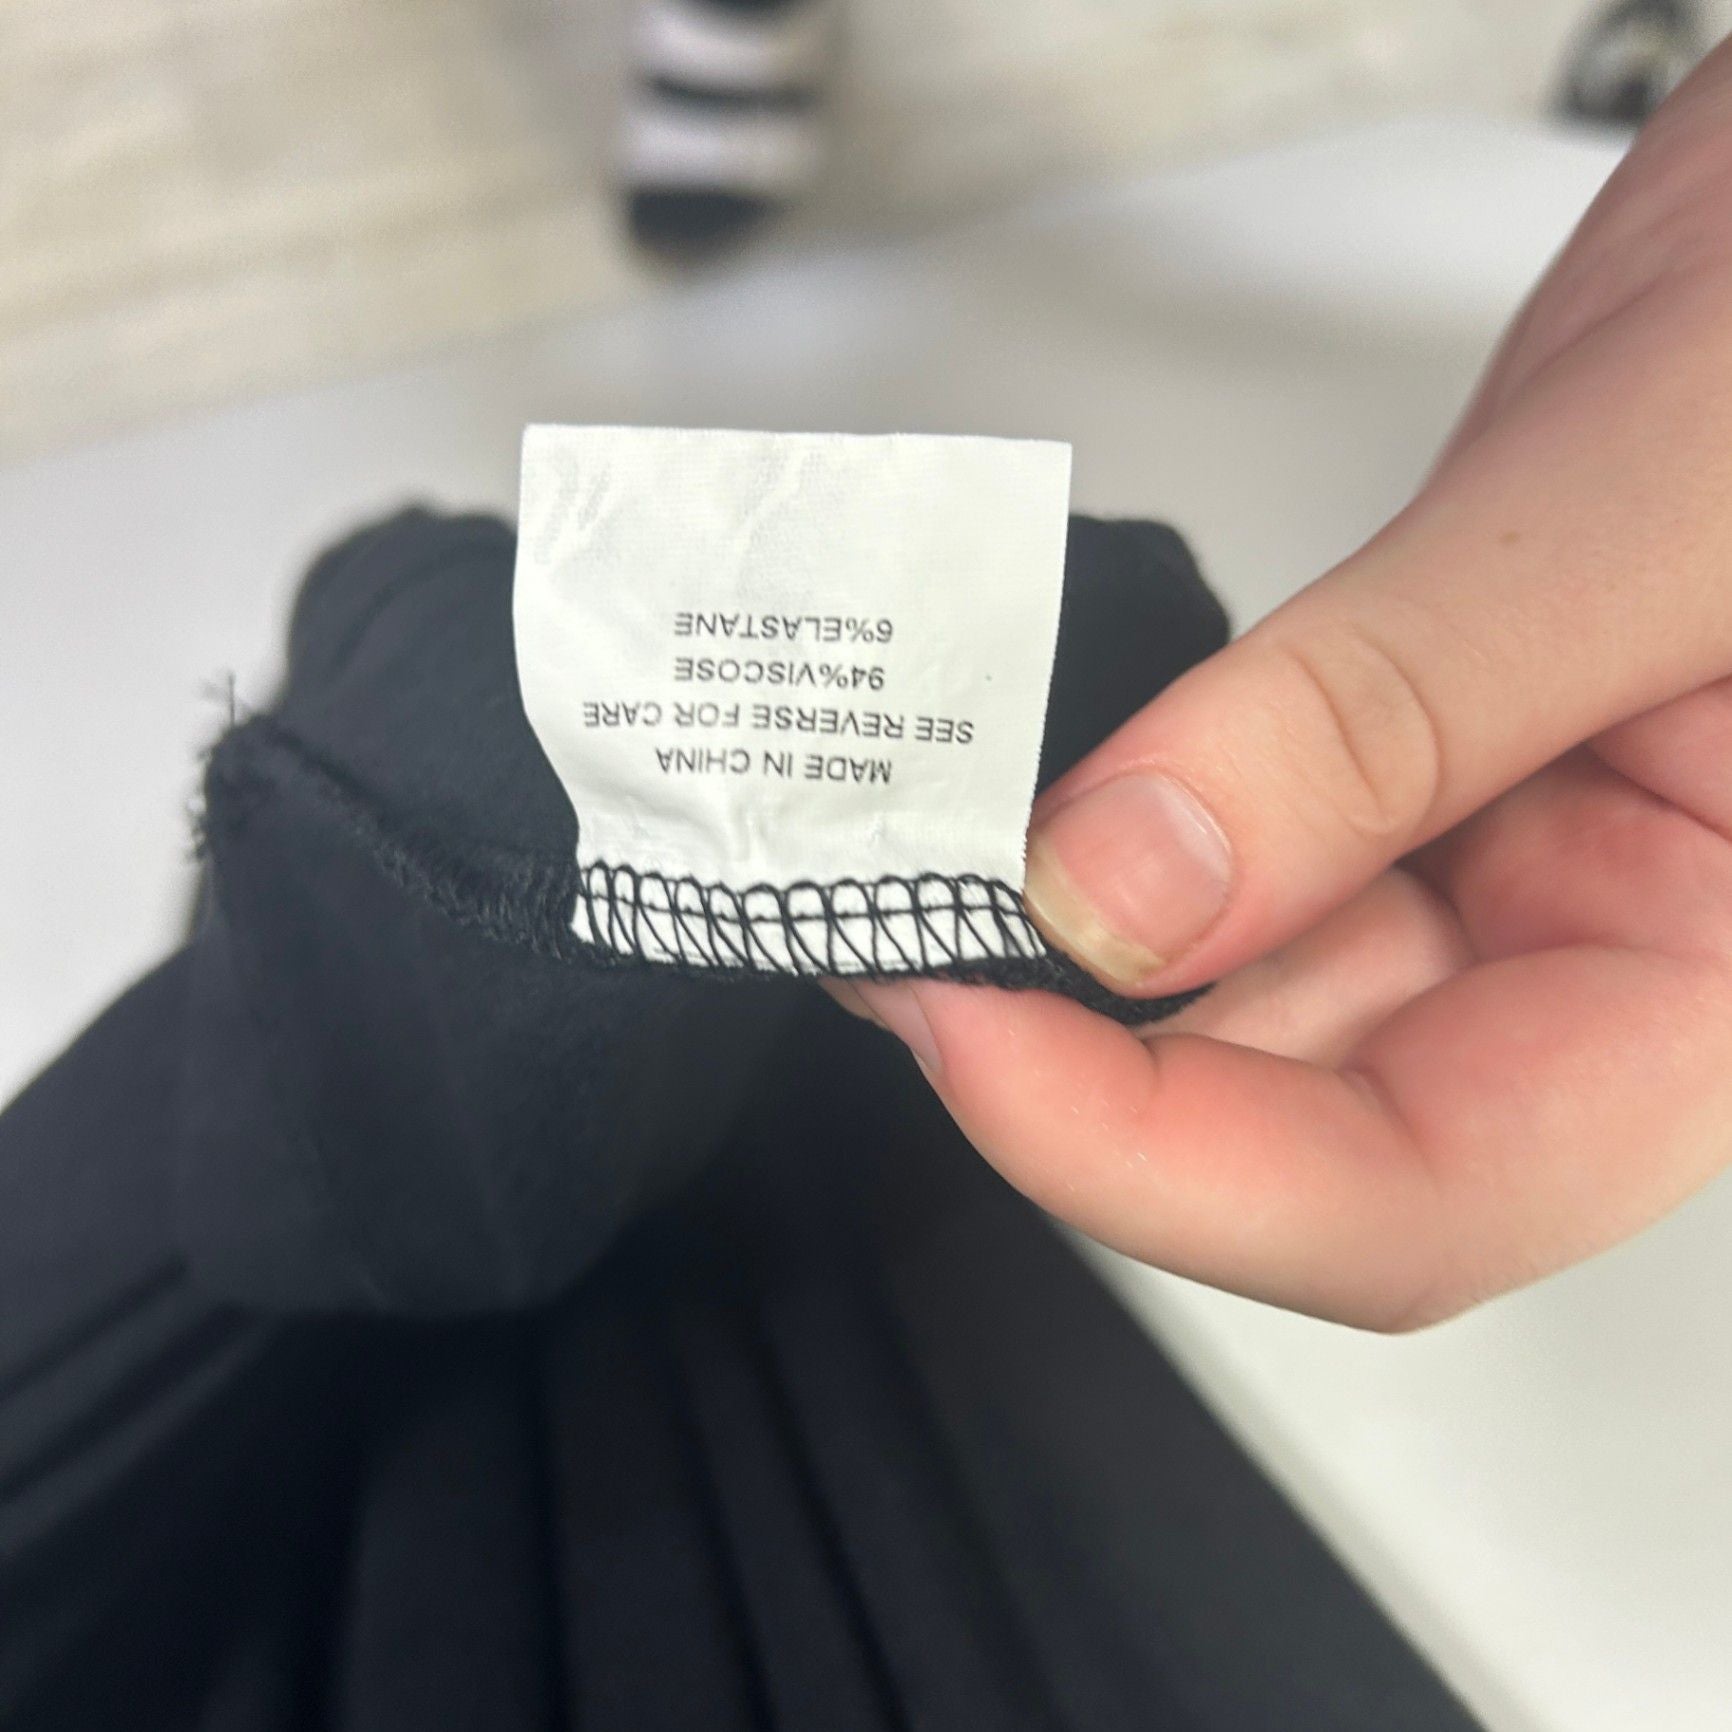 MADE IN CHINA
SEE REVERSE FOR CARE
94%VISCOSE
6%ELASTANE